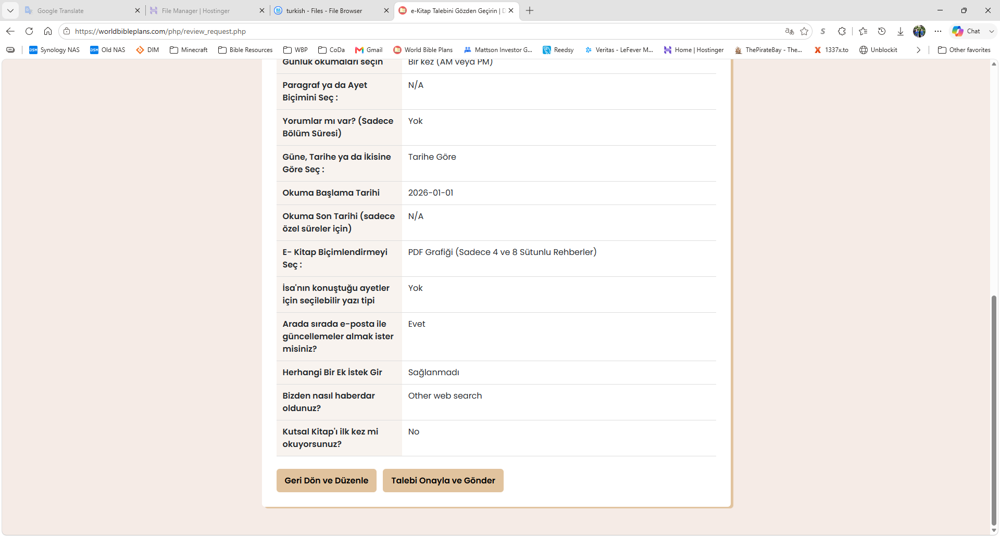 Google Translate
File Manager | Hostinger
turkish - Files - File Browser
e-Kitap Talebini Gözden Geçirin | D
https://worldbibleplans.com/php/review_request.php
Chat
Synology NAS
Old NAS
DIM
Minecraft
Bible Resources
WBP
CoDa
Gmail
World Bible Plans
Mattson Investor G...
Reedsy
Veritas - LeFever M...
Home | Hostinger
ThePirateBay - The...
1337x.to
Unblockit
Other favorites
Günlük okumaları seçin
Bir kez (AM veya PM)
Paragraf ya da Ayet
Biçimini Seç :
N/A
Yorumlar mı var? (Sadece
Bölüm Süresi)
Yok
Güne, Tarihe ya da İkisine
Göre Seç :
Tarihe Göre
Okuma Başlama Tarihi
2026-01-01
Okuma Son Tarihi (sadece
özel süreler için)
N/A
E- Kitap Biçimlendirmeyi
Seç :
PDF Grafiği (Sadece 4 ve 8 Sütunlu Rehberler)
İsa'nın konuştuğu ayetler
için seçilebilir yazı tipi
Yok
Arada sırada e-posta ile
güncellemeler almak ister
misiniz?
Evet
Herhangi Bir Ek İstek Gir
Sağlanmadı
Bizden nasıl haberdar
oldunuz?
Other web search
Kutsal Kitap'ı ilk kez mi
okuyorsunuz?
No
Geri Dön ve Düzenle
Talebi Onayla ve Gönder